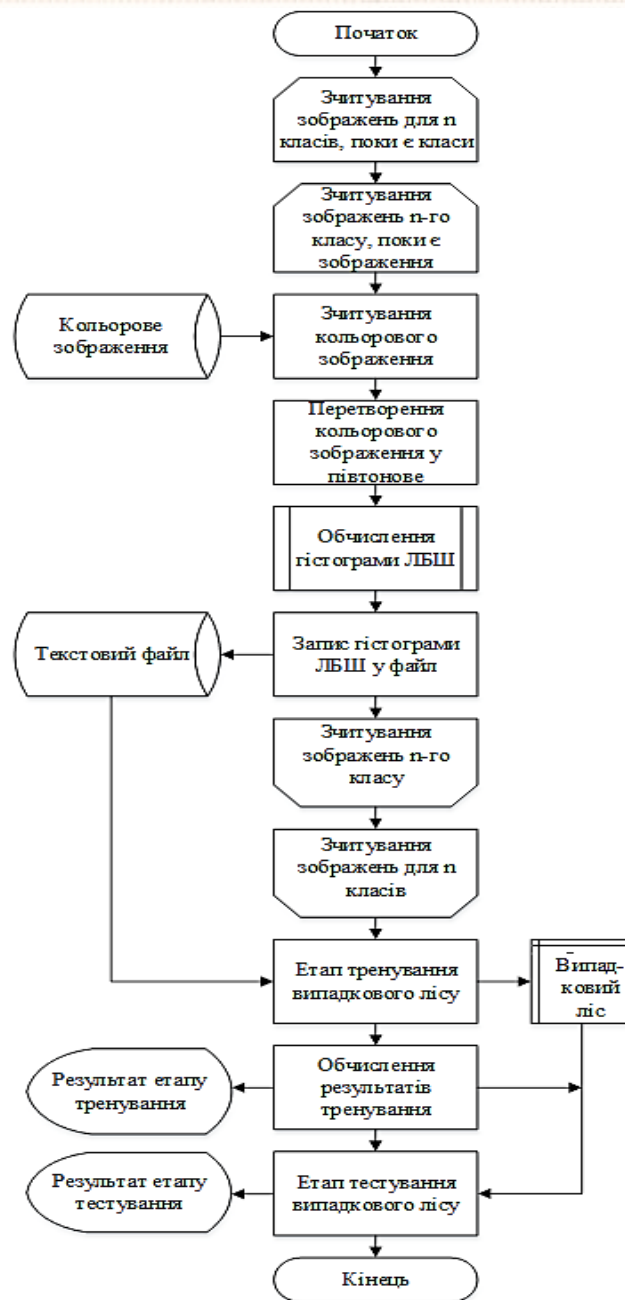 Початок
Зчитування
зображень для n
класів, поки є класи
Зчитування
зображень n-го
класу, поки є
зображення
Кольорове
зображення
Зчитування
кольорового
зображення
Перетворення
кольорового
зображення у
півтонове
Обчислення
гістограми ЛБШ
Текстовий файл
Запис гістограми
ЛБШ у файл
Зчитування
зображень n-го
класу
Зчитування
зображень для n
класів
Етап тренування
випадкового лісу
Випад-
ковий
ліс
Результат етапу
тренування
Обчислення
результатів
тренування
Результат етапу
тестування
Етап тестування
випадкового лісу
Кінець